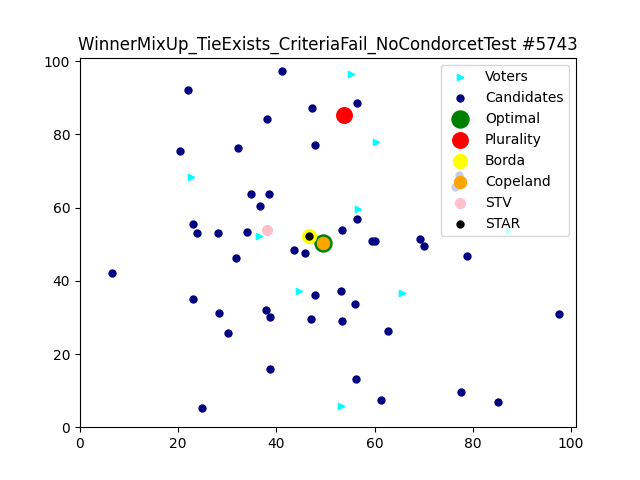 WinnerMixUp_TieExists_CriteriaFail_NoCondorcetTest #5743
Voters
Candidates
Optimal
Plurality
Borda
Copeland
STV
STAR
100
80
60
40
20
0
0 20 40 60 80 100